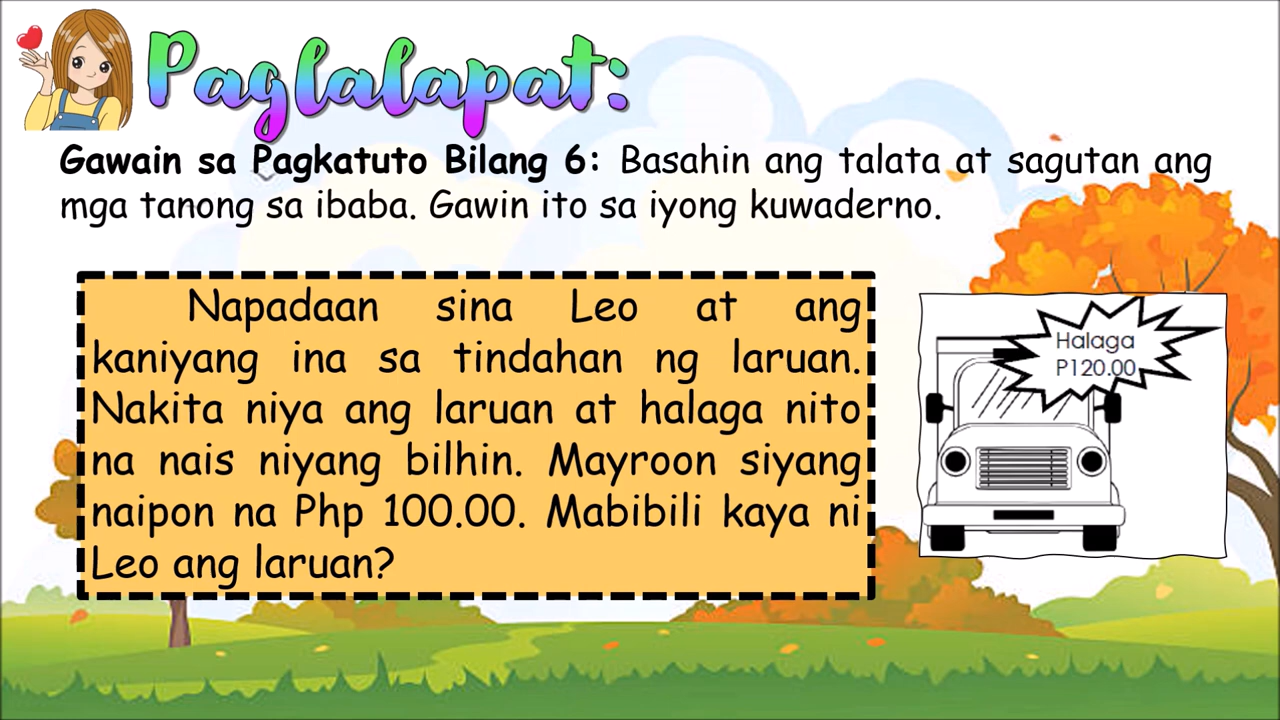 Paglalapat:
Gawain sa Pagkatuto Bilang 6: Basahin ang talata at sagutan ang
mga tanong sa ibaba. Gawin ito sa iyong kuwaderno.
Napadaan sina Leo at ang
kaniyang ina sa tindahan ng laruan.
Nakita niya ang laruan at halaga nito
na nais niyang bilhin. Mayroon siyang
naipon na Php 100.00. Mabibili kaya ni
Leo ang laruan?
Halaga
P120.00